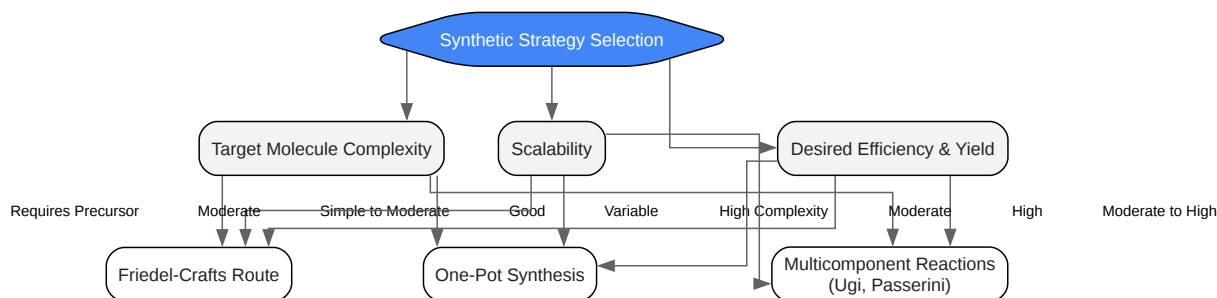 Synthetic Strategy Selection
Target Molecule Complexity
Scalability
Desired Efficiency & Yield
Requires Precursor
Moderate
Simple to Moderate
Good
Variable
High Complexity
Moderate
High
Moderate to High
Friedel-Crafts Route
One-Pot Synthesis
Multicomponent Reactions
(Ugi, Passerini)